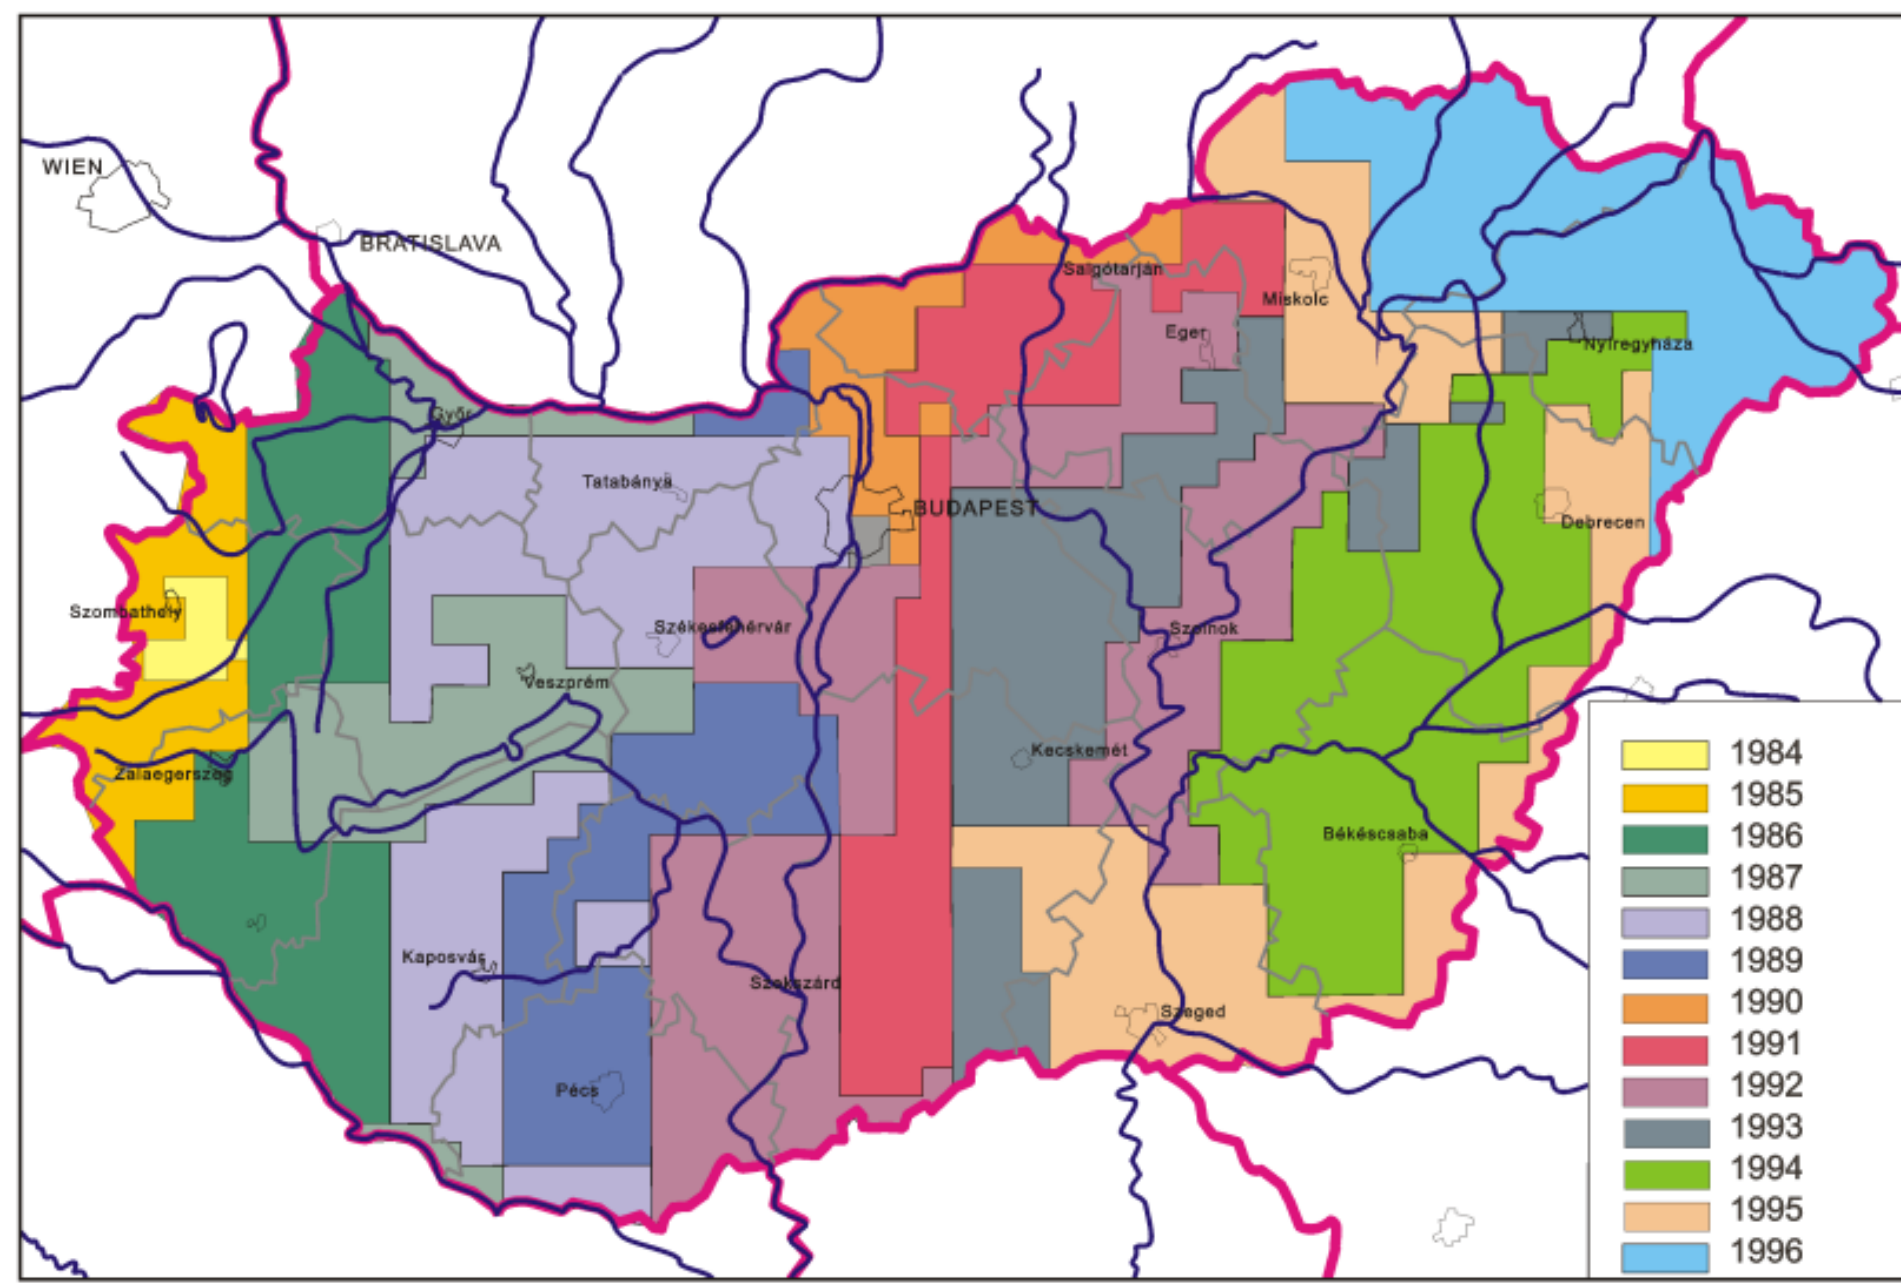 WIEN
BRATISLAVA
Salgótarján
Miskolc
Eger
Nyíregyháza
Győr
Tatabánya
BUDAPEST
Debrecen
Szombathely
Székesfehérvár
Szolnok
Veszprém
Kecskemét
Zalaegerszeg
Békéscsaba
Kaposvár
Szekszárd
Szeged
Pécs
1984
1985
1986
1987
1988
1989
1990
1991
1992
1993
1994
1995
1996